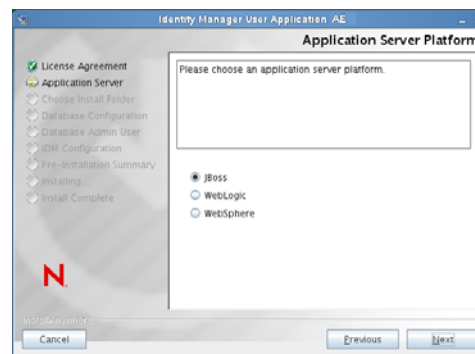 Identity Manager User Application AE
Application Server Platform
License Agreement
Application Server
Choose Install Folder
Database Configuration
Database Admin User
IDM Configuration
Pre-Installation Summary
Installing...
Install Complete
Please choose an application server platform.
JBoss
WebLogic
WebSphere
N
InstallAnywhere
Cancel
Previous
Next